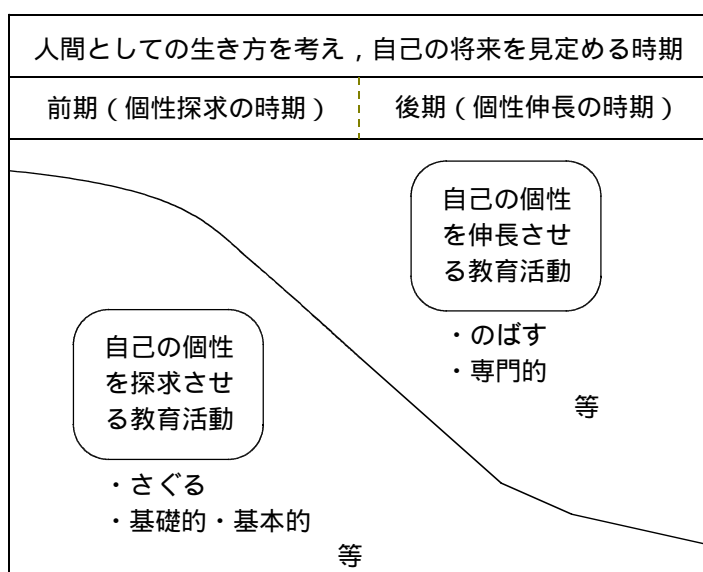 人間としての生き方を考え，自己の将来を見定める時期
前期（個性探求の時期）
後期（個性伸長の時期）
自己の個性
を伸長させ
る教育活動
・のばす
・専門的
等
自己の個性
を探求させ
る教育活動
・さぐる
・基礎的・基本的
等